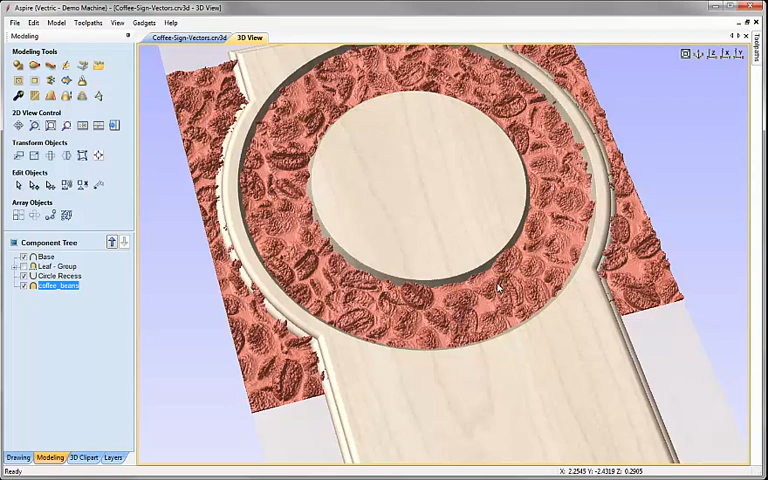 Aspire (Vectric - Demo Machine) - [Coffee-Sign-Vectors.crv3d - 3D View]
File Edit Model Toolpaths View Gadgets Help
Modeling
Coffee-Sign-Vectors.crv3d 3D View
Modeling Tools
2D View Control
Transform Objects
Edit Objects
Array Objects
Component Tree
Base
Leaf - Group
Circle Recess
coffee_beans
Toolpaths
Drawing Modeling 3D Clipart Layers
Ready
X: 2.2545 Y: -2.4319 Z: 0.2905